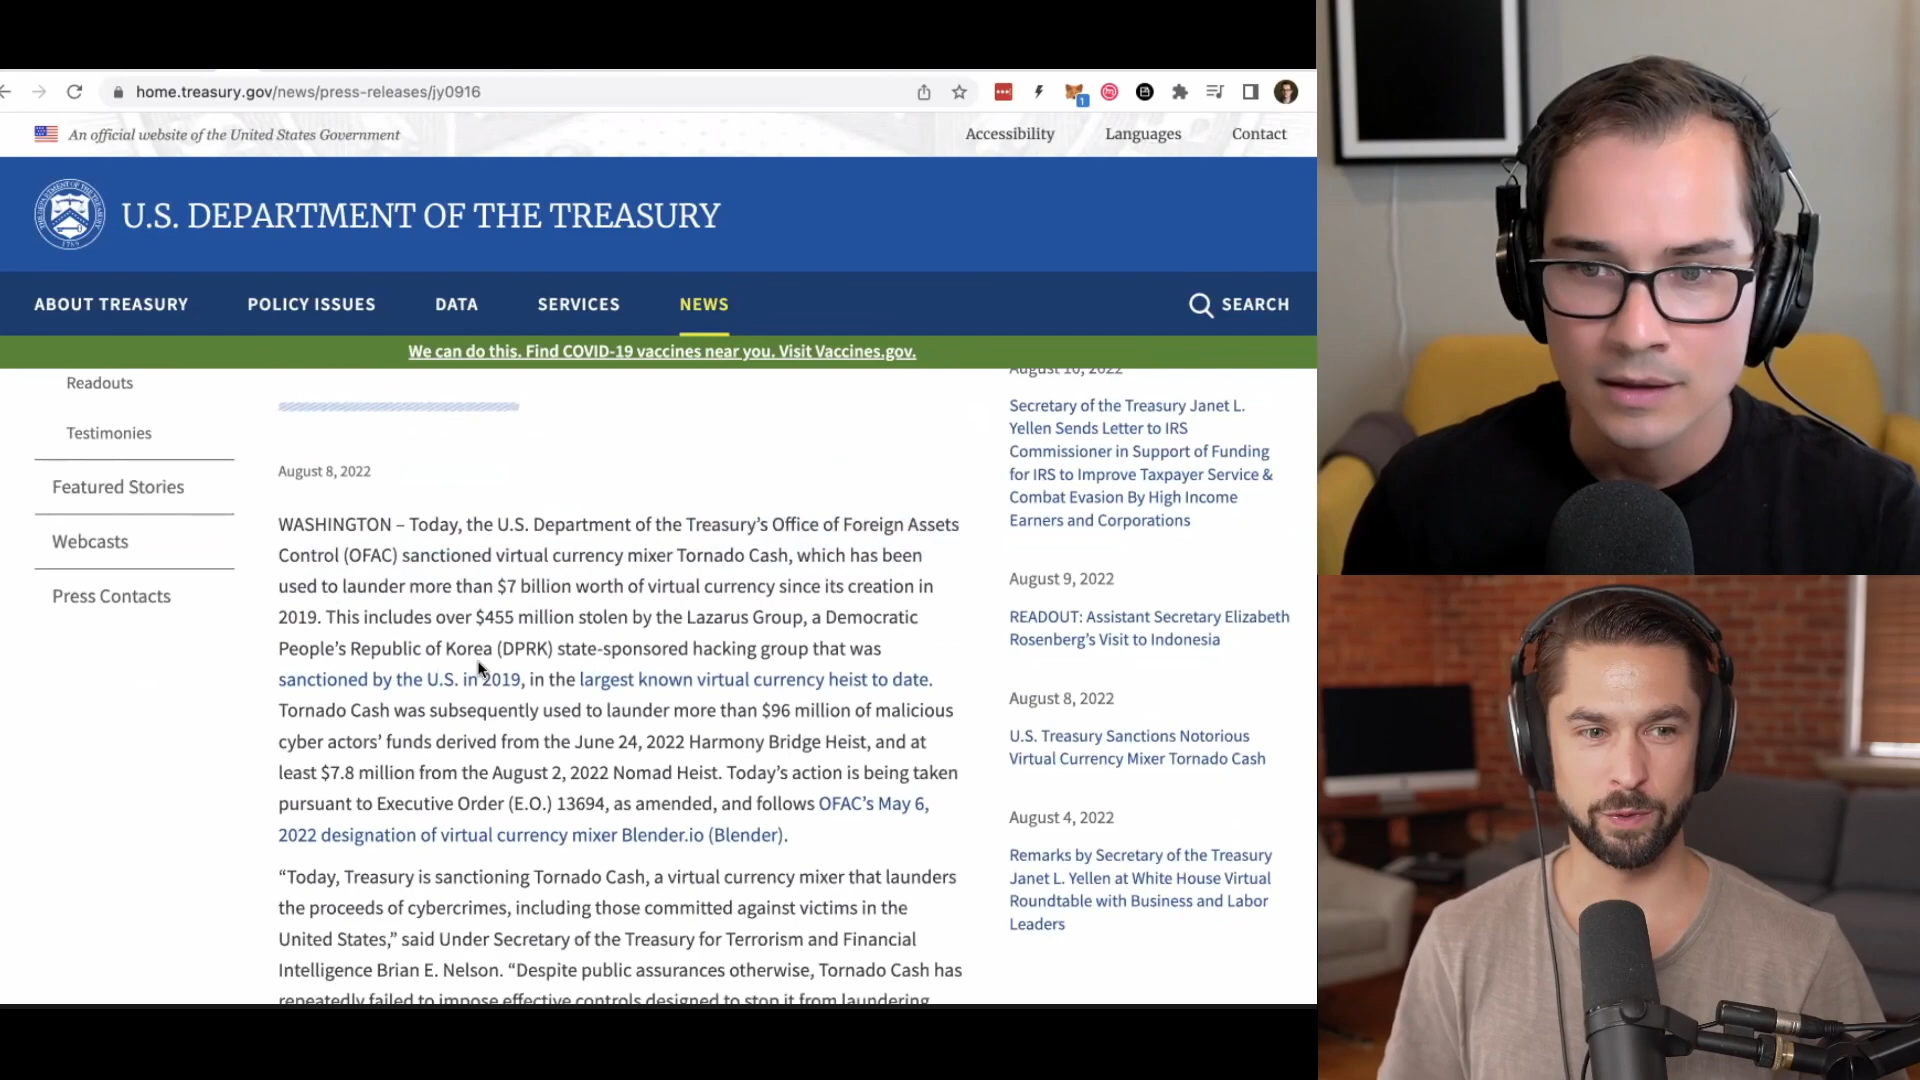 home.treasury.gov/news/press-releases/jy0916
1
An official website of the United States Government
Accessibility
Languages
Contact
U.S. DEPARTMENT OF THE TREASURY
ABOUT TREASURY
POLICY ISSUES
DATA
SERVICES
NEWS
SEARCH
We can do this. Find COVID-19 vaccines near you. Visit Vaccines.gov.
Readouts
Testimonies
Featured Stories
Webcasts
Press Contacts
August 8, 2022
WASHINGTON – Today, the U.S. Department of the Treasury’s Office of Foreign Assets
Control (OFAC) sanctioned virtual currency mixer Tornado Cash, which has been
used to launder more than $7 billion worth of virtual currency since its creation in
2019. This includes over $455 million stolen by the Lazarus Group, a Democratic
People’s Republic of Korea (DPRK) state-sponsored hacking group that was
sanctioned by the U.S. in 2019, in the largest known virtual currency heist to date.
Tornado Cash was subsequently used to launder more than $96 million of malicious
cyber actors’ funds derived from the June 24, 2022 Harmony Bridge Heist, and at
least $7.8 million from the August 2, 2022 Nomad Heist. Today’s action is being taken
pursuant to Executive Order (E.O.) 13694, as amended, and follows OFAC’s May 6,
2022 designation of virtual currency mixer Blender.io (Blender).
“Today, Treasury is sanctioning Tornado Cash, a virtual currency mixer that launders
the proceeds of cybercrimes, including those committed against victims in the
United States,” said Under Secretary of the Treasury for Terrorism and Financial
Intelligence Brian E. Nelson. “Despite public assurances otherwise, Tornado Cash has
repeatedly failed to impose effective controls designed to stop it from laundering
August 10, 2022
Secretary of the Treasury Janet L.
Yellen Sends Letter to IRS
Commissioner in Support of Funding
for IRS to Improve Taxpayer Service &
Combat Evasion By High Income
Earners and Corporations
August 9, 2022
READOUT: Assistant Secretary Elizabeth
Rosenberg’s Visit to Indonesia
August 8, 2022
U.S. Treasury Sanctions Notorious
Virtual Currency Mixer Tornado Cash
August 4, 2022
Remarks by Secretary of the Treasury
Janet L. Yellen at White House Virtual
Roundtable with Business and Labor
Leaders